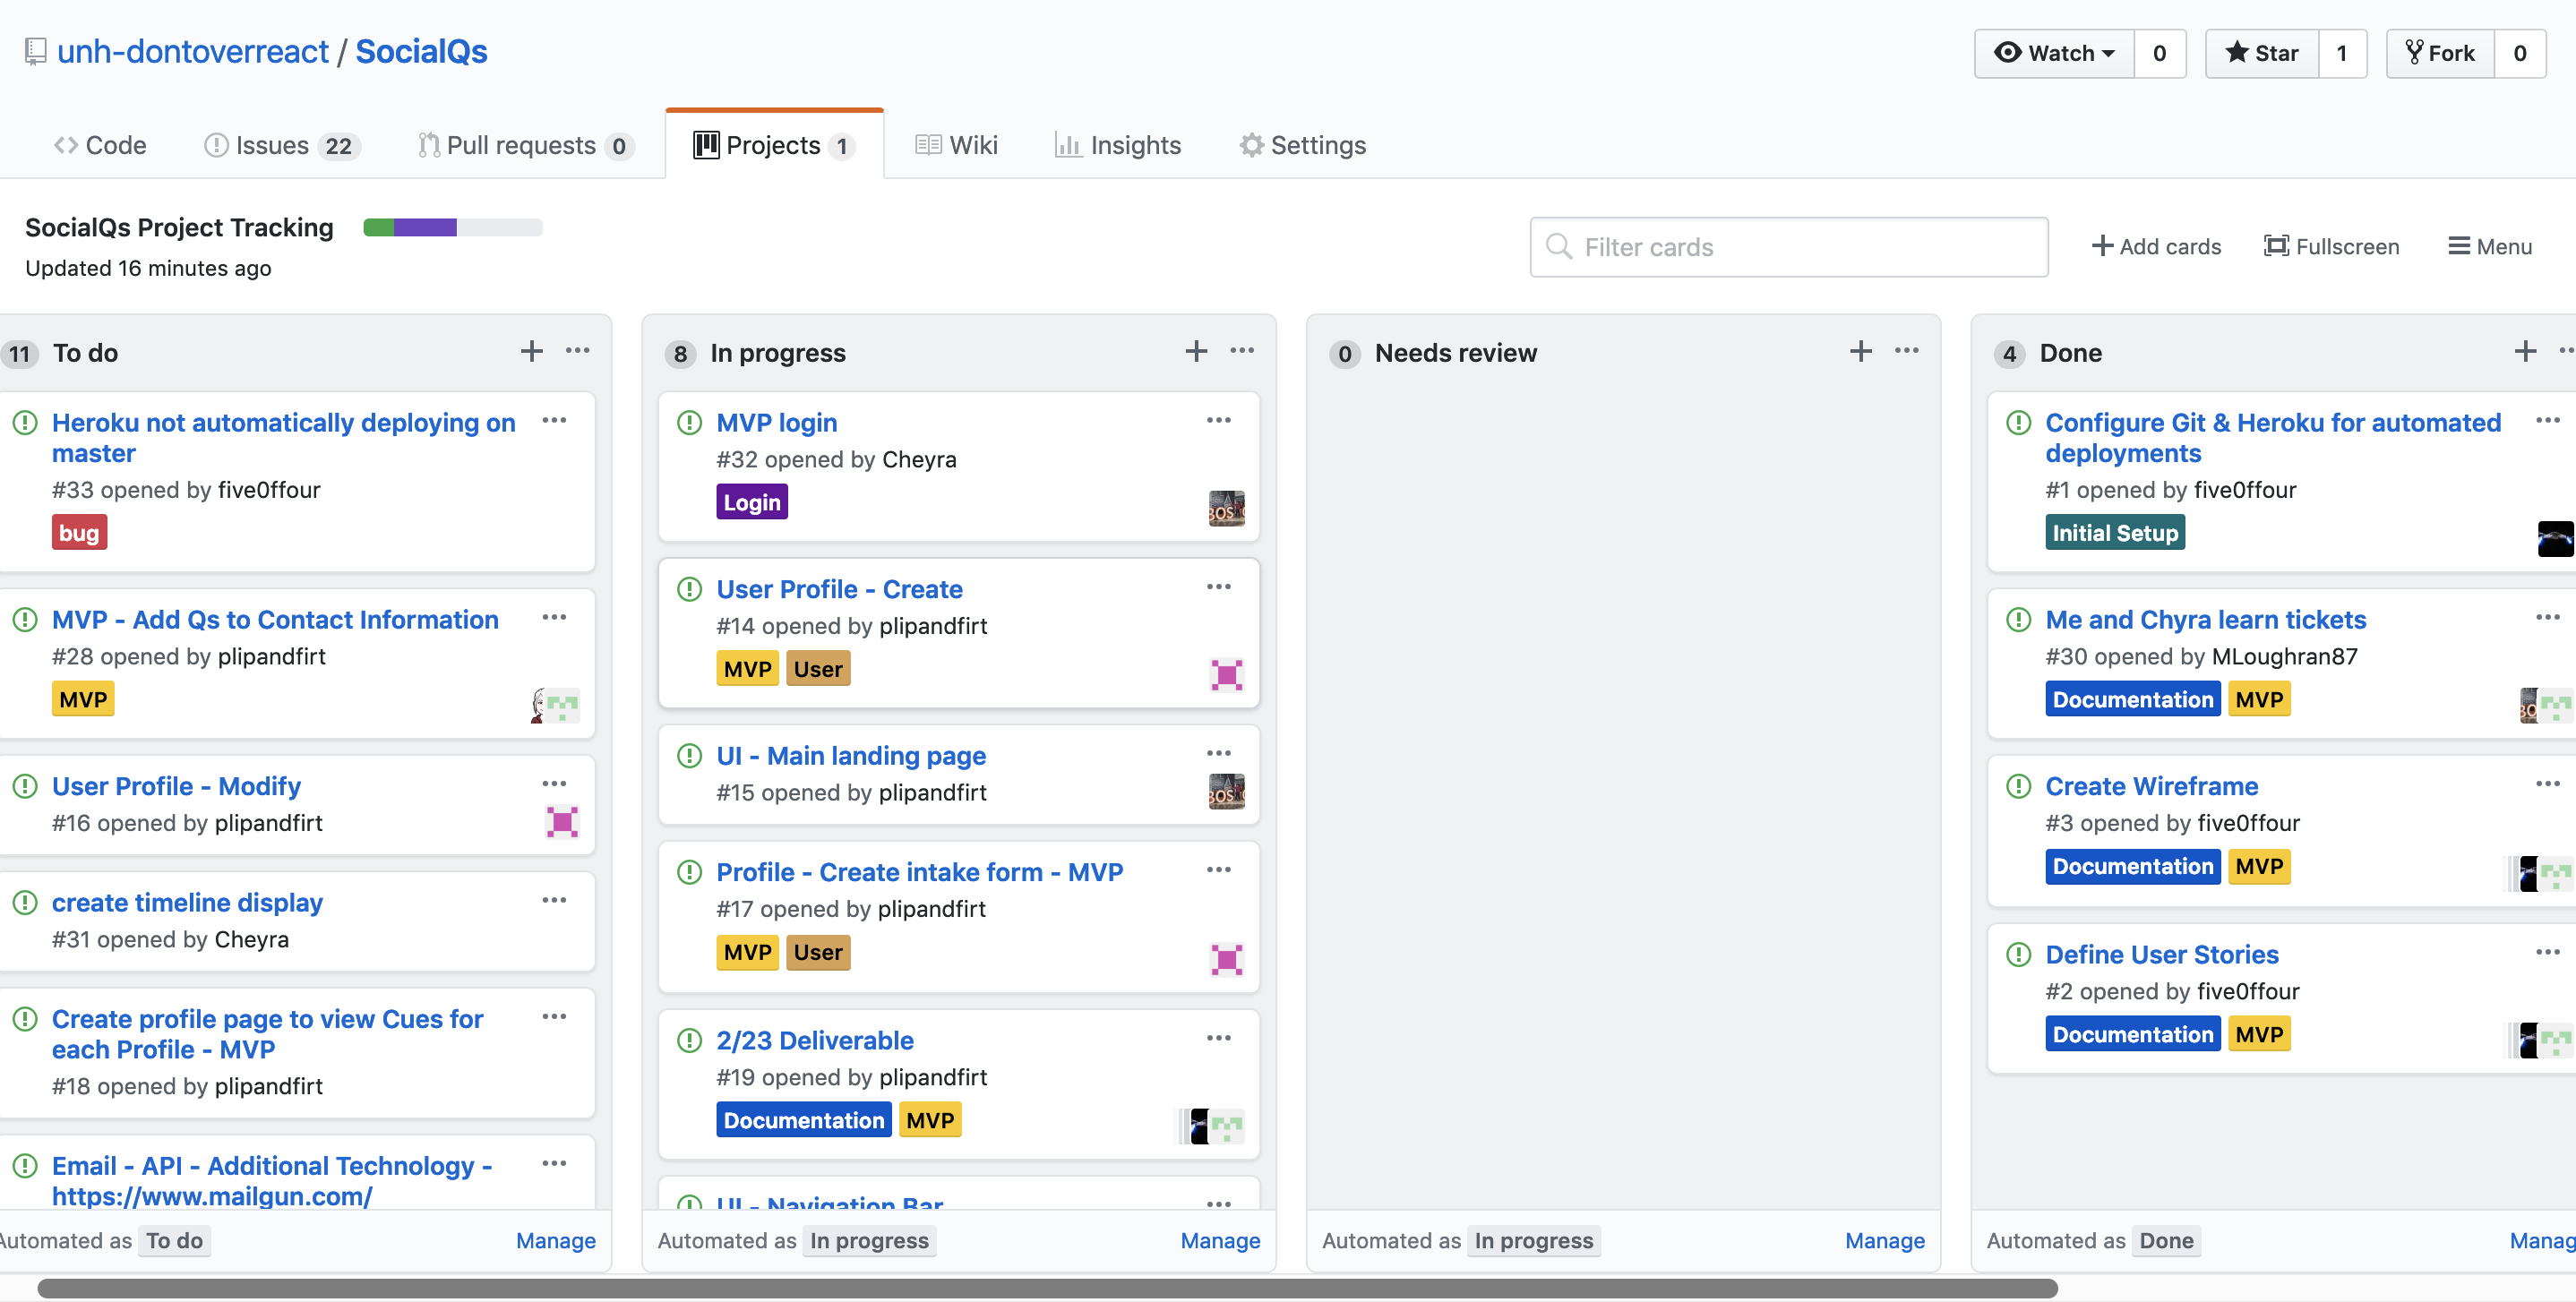 unh-dontoverreact / SocialQs
Watch 0
Star 1
Fork 0
Code
Issues 22
Pull requests 0
Projects 1
Wiki
Insights
Settings
SocialQs Project Tracking
Updated 16 minutes ago
Filter cards
Add cards
Fullscreen
Menu
11 To do
Heroku not automatically deploying on
master
#33 opened by five0ffour
bug
MVP - Add Qs to Contact Information
#28 opened by plipandfirt
MVP
User Profile - Modify
#16 opened by plipandfirt
create timeline display
#31 opened by Cheyra
Create profile page to view Cues for
each Profile - MVP
#18 opened by plipandfirt
Email - API - Additional Technology -
https://www.mailgun.com/
Automated as To do
Manage
8 In progress
MVP login
#32 opened by Cheyra
Login
User Profile - Create
#14 opened by plipandfirt
MVP User
UI - Main landing page
#15 opened by plipandfirt
Profile - Create intake form - MVP
#17 opened by plipandfirt
MVP User
2/23 Deliverable
#19 opened by plipandfirt
Documentation MVP
UI - Navigation Bar
Automated as In progress
Manage
0 Needs review
Automated as In progress
Manage
4 Done
Configure Git & Heroku for automated
deployments
#1 opened by five0ffour
Initial Setup
Me and Chyra learn tickets
#30 opened by MLoughran87
Documentation MVP
Create Wireframe
#3 opened by five0ffour
Documentation MVP
Define User Stories
#2 opened by five0ffour
Documentation MVP
Automated as Done
Manag